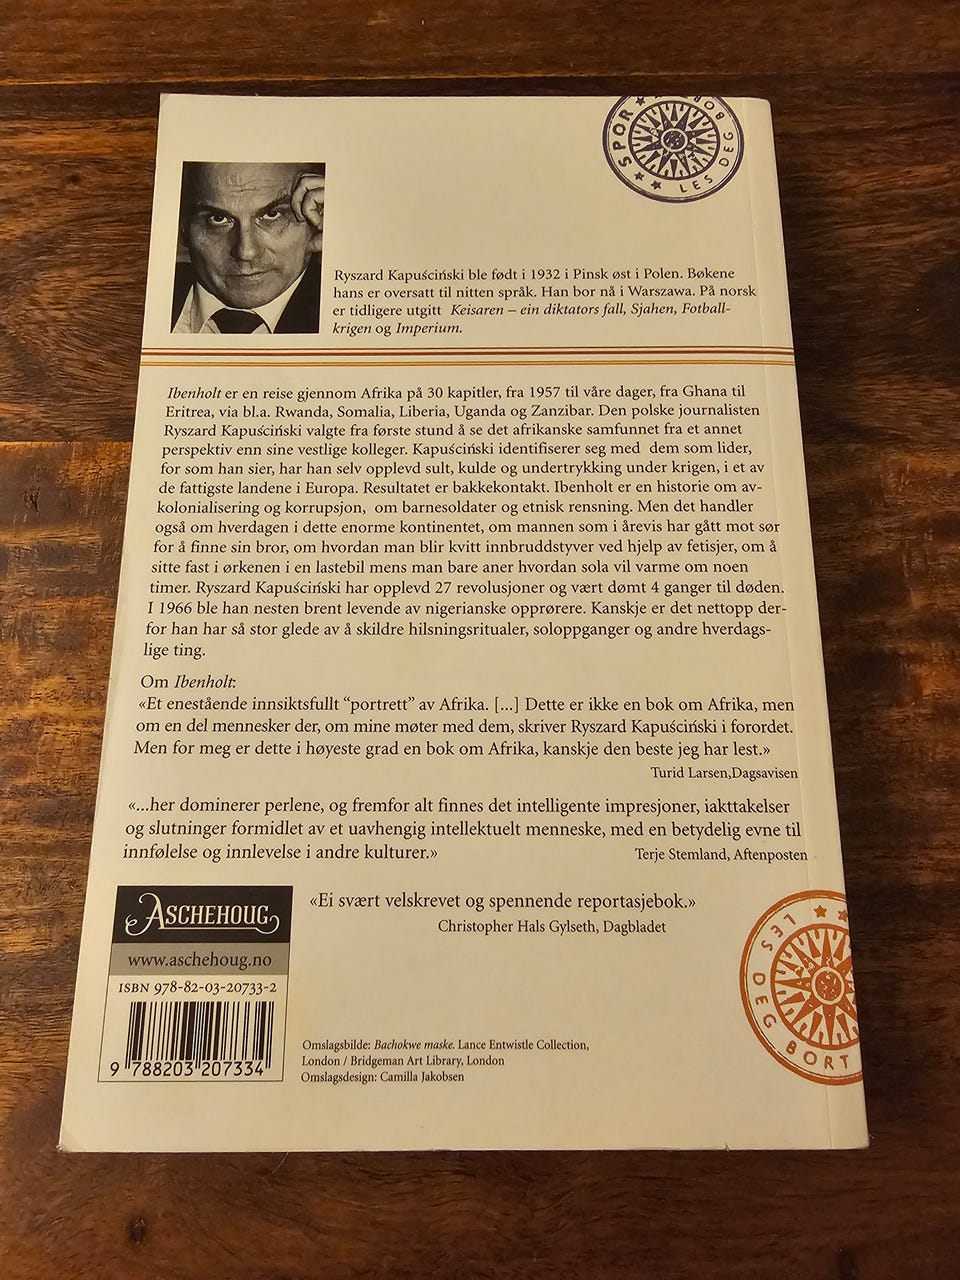 SPOR ★ ★ LES DEG BOR
Ryszard Kapuściński ble født i 1932 i Pinsk øst i Polen. Bøkene
hans er oversatt til nitten språk. Han bor nå i Warszawa. På norsk
er tidligere utgitt Keisaren – ein diktators fall, Sjahen, Fotball-
krigen og Imperium.
Ibenholt er en reise gjennom Afrika på 30 kapitler, fra 1957 til våre dager, fra Ghana til
Eritrea, via bl.a. Rwanda, Somalia, Liberia, Uganda og Zanzibar. Den polske journalisten
Ryszard Kapuściński valgte fra første stund å se det afrikanske samfunnet fra et annet
perspektiv enn sine vestlige kolleger. Kapuściński identifiserer seg med dem som lider,
for som han sier, har han selv opplevd sult, kulde og undertrykking under krigen, i et av
de fattigste landene i Europa. Resultatet er bakkekontakt. Ibenholt er en historie om av-
kolonialisering og korrupsjon, om barnesoldater og etnisk rensning. Men det handler
også om hverdagen i dette enorme kontinentet, om mannen som i årevis har gått mot sør
for å finne sin bror, om hvordan man blir kvitt innbruddstyver ved hjelp av fetisjer, om å
sitte fast i ørkenen i en lastebil mens man bare aner hvordan sola vil varme om noen
timer. Ryszard Kapuściński har opplevd 27 revolusjoner og vært dømt 4 ganger til døden.
I 1966 ble han nesten brent levende av nigerianske opprørere. Kanskje er det nettopp der-
for han har så stor glede av å skildre hilsningsritualer, soloppganger og andre hverdags-
lige ting.
Om Ibenholt:
«Et enestående innsiktsfullt “portrett” av Afrika. [...] Dette er ikke en bok om Afrika, men
om en del mennesker der, om mine møter med dem, skriver Ryszard Kapuściński i forordet.
Men for meg er dette i høyeste grad en bok om Afrika, kanskje den beste jeg har lest.»
Turid Larsen,Dagsavisen
«...her dominerer perlene, og fremfor alt finnes det intelligente impresjoner, iakttakelser
og slutninger formidlet av et uavhengig intellektuelt menneske, med en betydelig evne til
innfølelse og innlevelse i andre kulturer.»
Terje Stemland, Aftenposten
«Ei svært velskrevet og spennende reportasjebok.»
Christopher Hals Gylseth, Dagbladet
ASCHEHOUG
www.aschehoug.no
ISBN 978-82-03-20733-2
9 788203 207334
Omslagsbilde: Bachokwe maske. Lance Entwistle Collection,
London / Bridgeman Art Library, London
Omslagsdesign: Camilla Jakobsen
LES DEG BORT